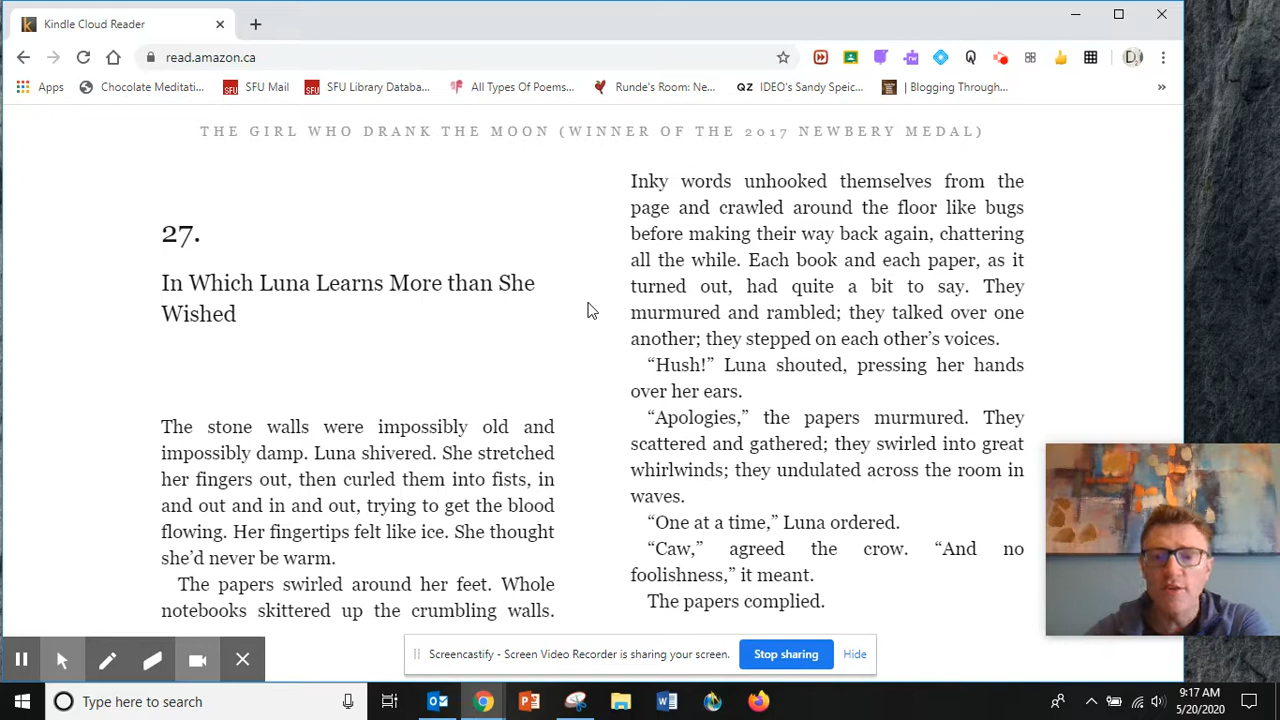 Kindle Cloud Reader
read.amazon.ca
Apps
Chocolate Meditati...
SFU Mail
SFU Library Databa...
All Types Of Poems...
Runde's Room: Ne...
QZ IDEO's Sandy Speic...
| Blogging Through...
»
THE GIRL WHO DRANK THE MOON (WINNER OF THE 2017 NEWBERY MEDAL)
27.
In Which Luna Learns More than She
Wished
The stone walls were impossibly old and
impossibly damp. Luna shivered. She stretched
her fingers out, then curled them into fists, in
and out and in and out, trying to get the blood
flowing. Her fingertips felt like ice. She thought
she’d never be warm.
The papers swirled around her feet. Whole
notebooks skittered up the crumbling walls.
Inky words unhooked themselves from the
page and crawled around the floor like bugs
before making their way back again, chattering
all the while. Each book and each paper, as it
turned out, had quite a bit to say. They
murmured and rambled; they talked over one
another; they stepped on each other’s voices.
“Hush!” Luna shouted, pressing her hands
over her ears.
“Apologies,” the papers murmured. They
scattered and gathered; they swirled into great
whirlwinds; they undulated across the room in
waves.
“One at a time,” Luna ordered.
“Caw,” agreed the crow. “And no
foolishness,” it meant.
The papers complied.
Screencastify - Screen Video Recorder is sharing your screen.
Stop sharing
Hide
Type here to search
9:17 AM
5/20/2020